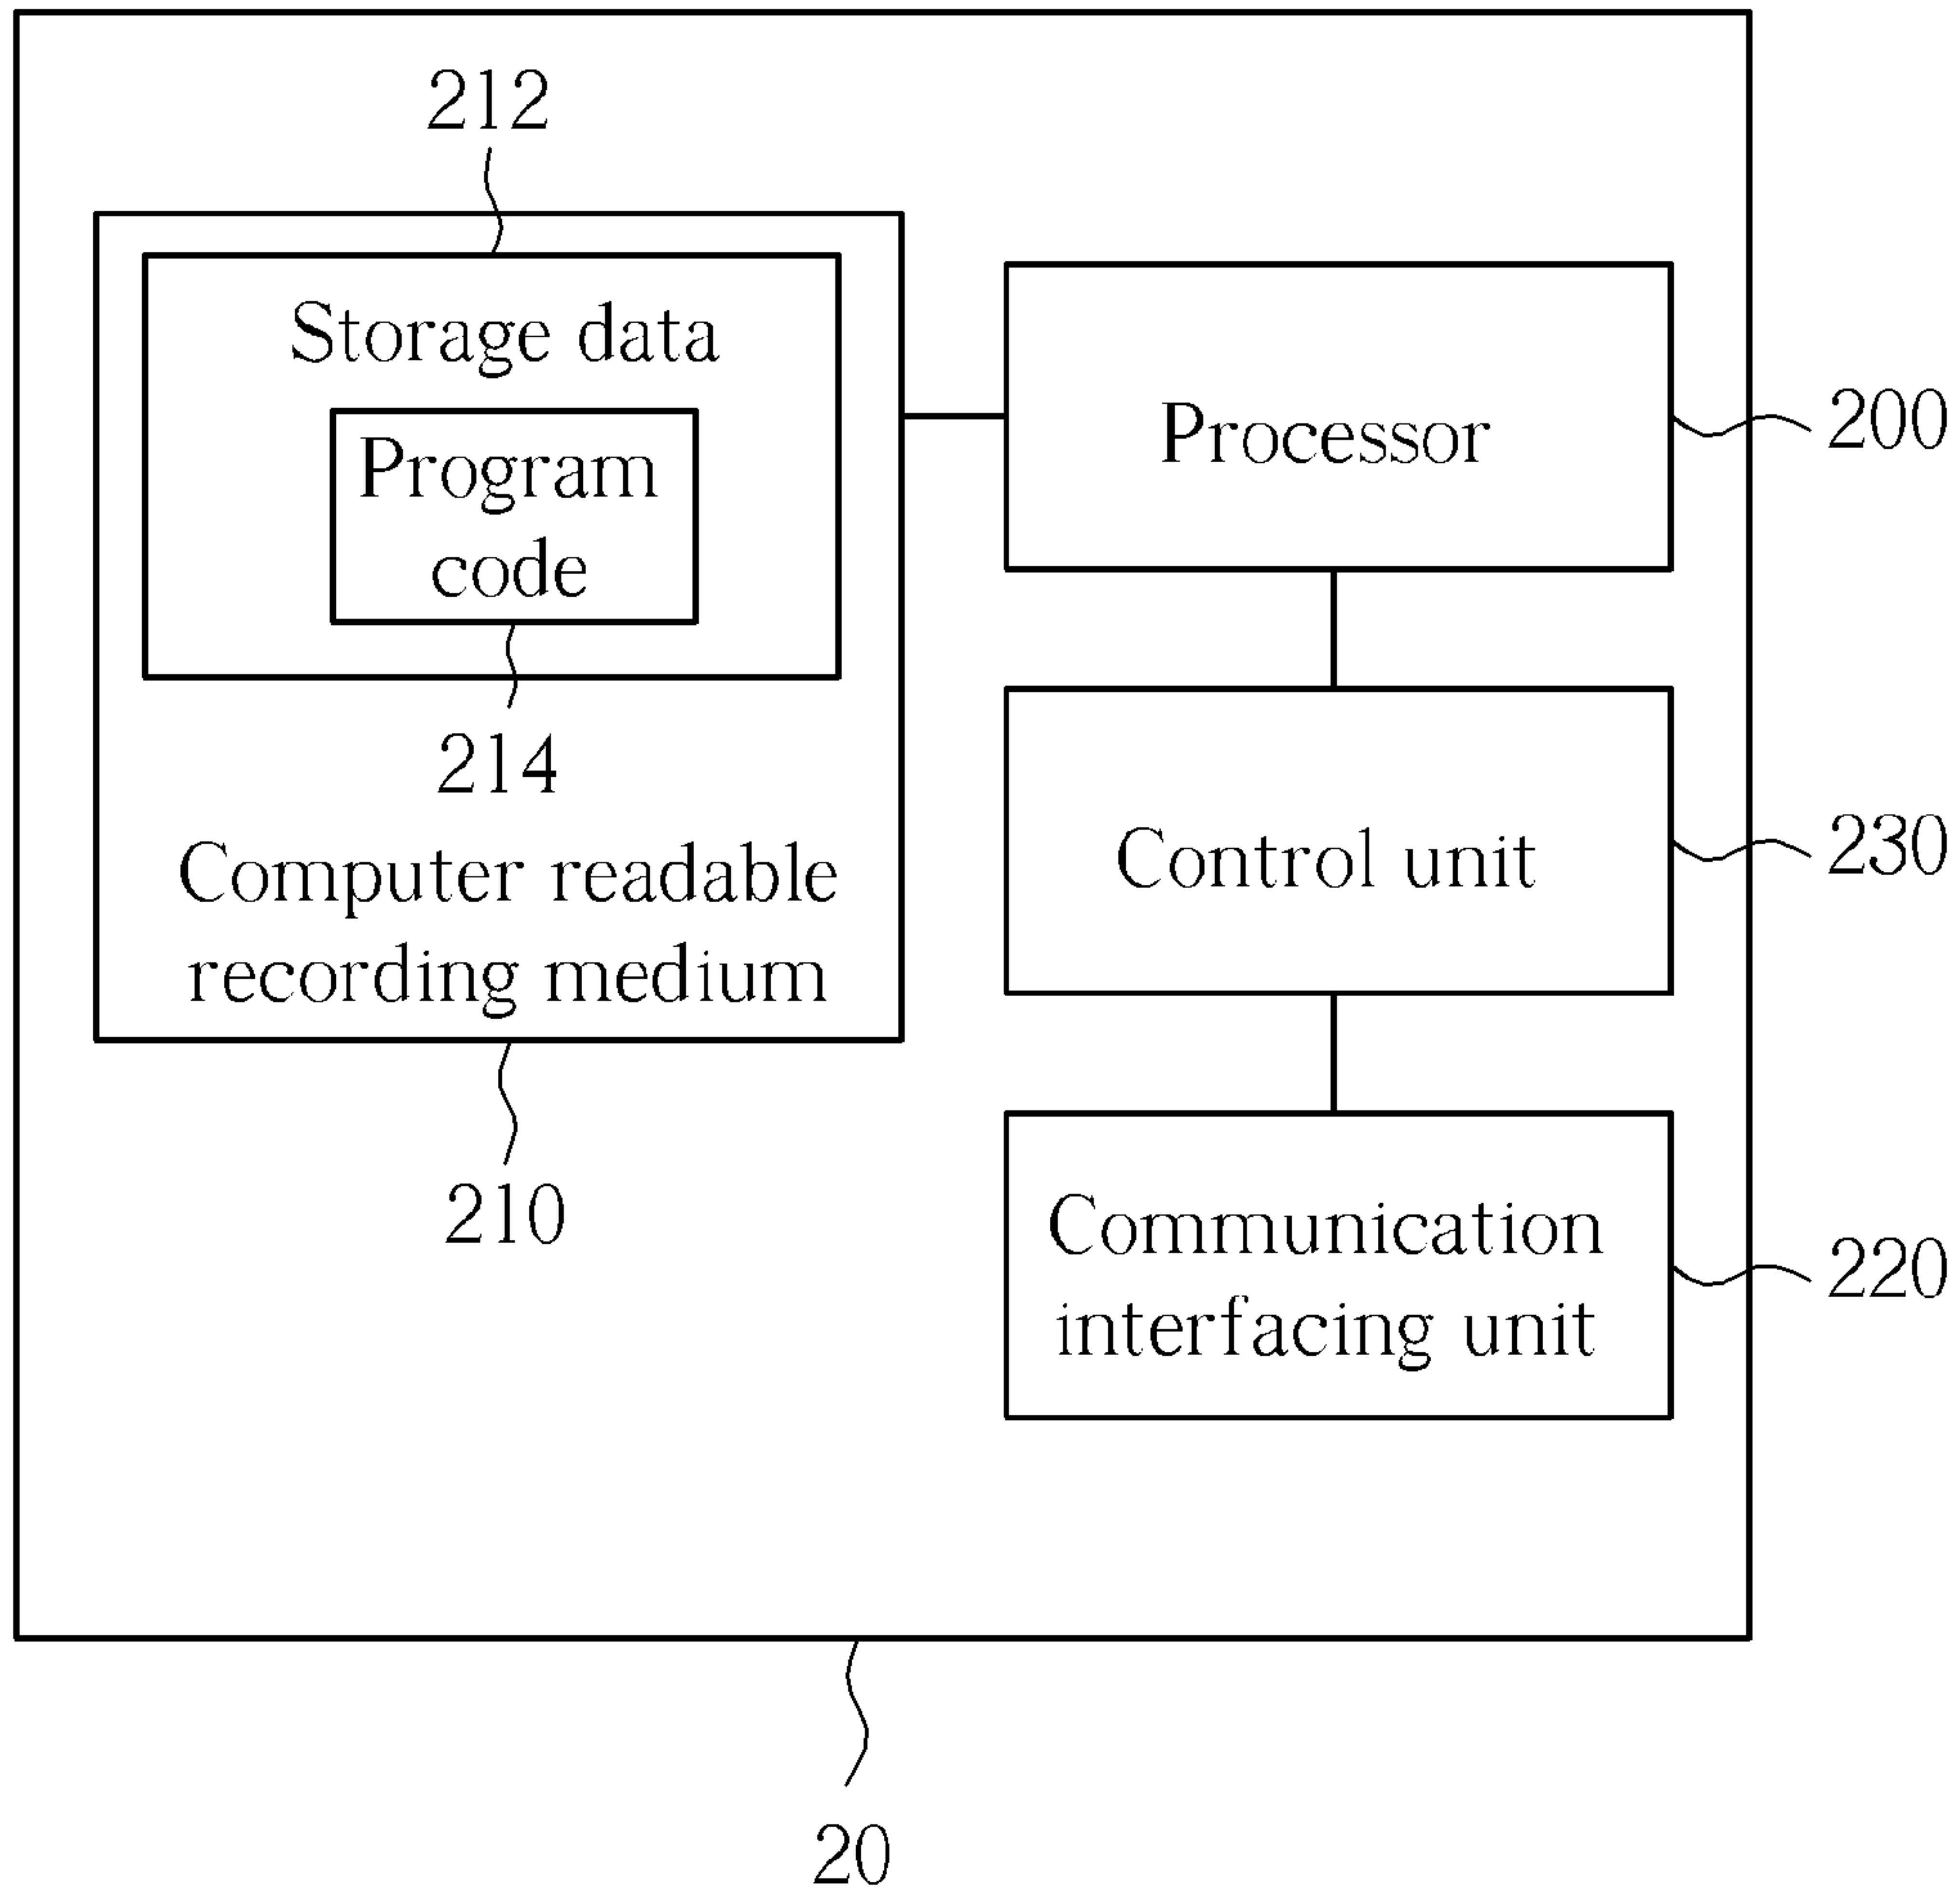 212
Storage data
Program
code
214
Computer readable
recording medium
210
Processor
200
Control unit
230
Communication
interfacing unit
220
20